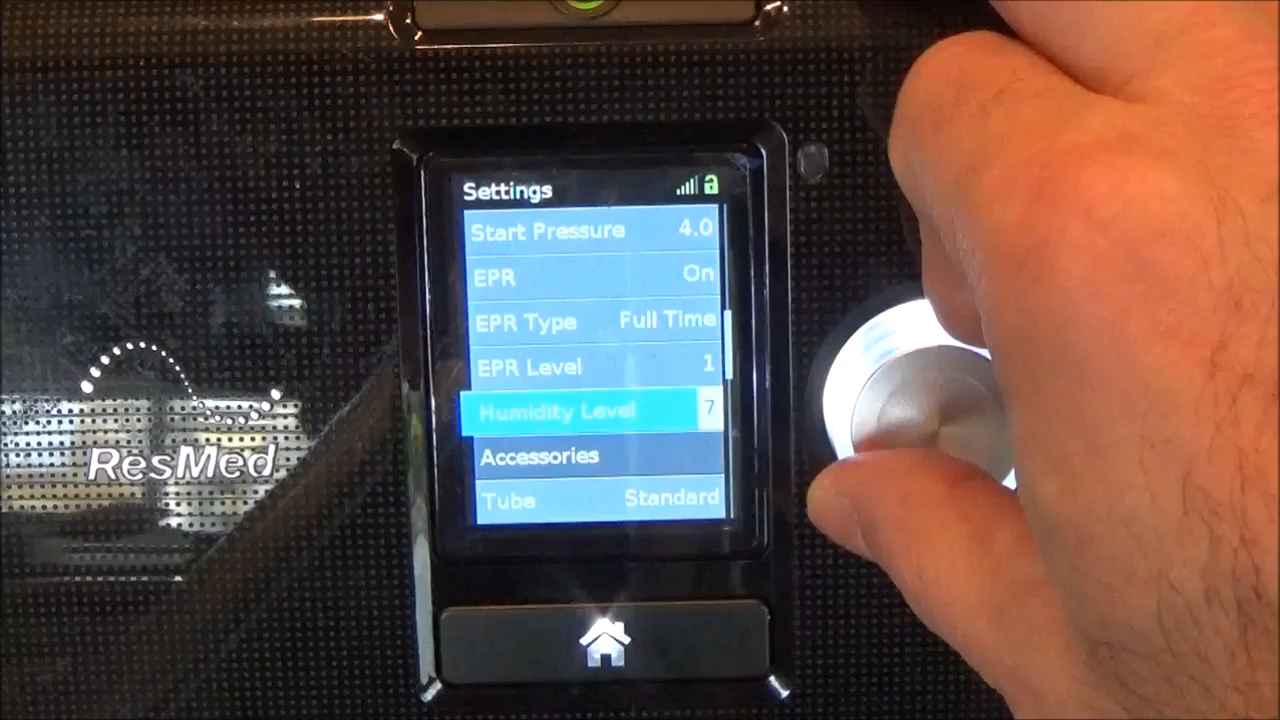 Settings
Start Pressure 4.0
EPR On
EPR Type Full Time
EPR Level 1
Humidity Level 7
Accessories
Tube Standard
ResMed